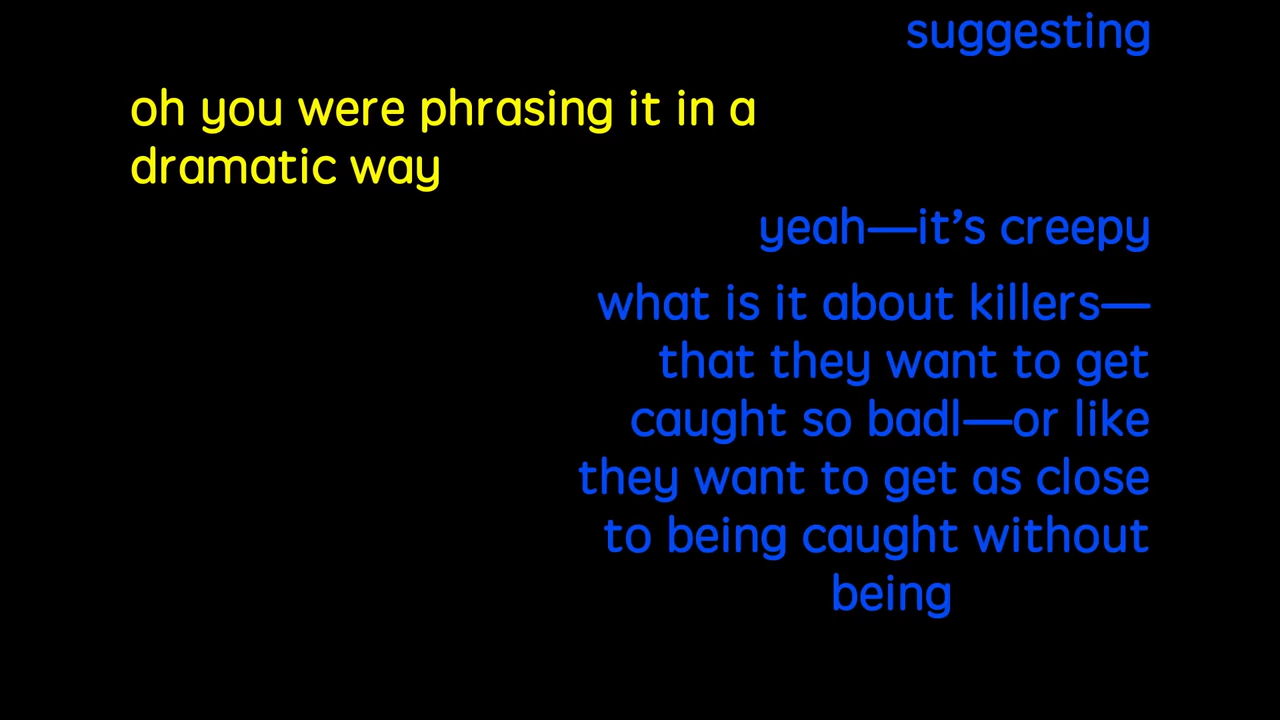 suggesting
oh you were phrasing it in a
dramatic way
yeah—it’s creepy
what is it about killers—
that they want to get
caught so badl—or like
they want to get as close
to being caught without
being